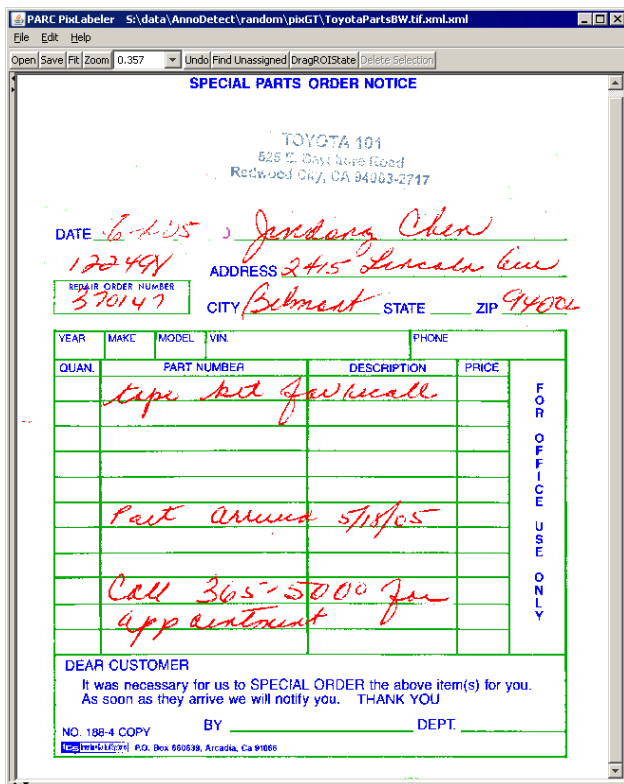 PARC PixLabeler S:\data\AnnoDetect\random\pixGT\ToyotaPartsBW.tif.xml.xml
File Edit Help
Open Save Fit Zoom 0.357 Undo Find Unassigned DragROIState Delete Selection
SPECIAL PARTS ORDER NOTICE
TOYOTA 101
525 E. Bayshore Road
Redwood City, CA 94063-2717
DATE Chen
122498 ADDRESS 2415 Lincoln Ave
REPAIR ORDER NUMBER
370147 CITY Belmont STATE ZIP 94002
YEAR MAKE MODEL VIN. PHONE
QUAN. PART NUMBER DESCRIPTION PRICE
tape kit for recall
FOR OFFICE USE ONLY
Part arrived 5/18/05
Call 365-5000 for
appointment
DEAR CUSTOMER
It was necessary for us to SPECIAL ORDER the above item(s) for you.
As soon as they arrive we will notify you. THANK YOU
BY DEPT.
NO. 188-4 COPY
P.O. Box 660639, Arcadia, Ca 91066